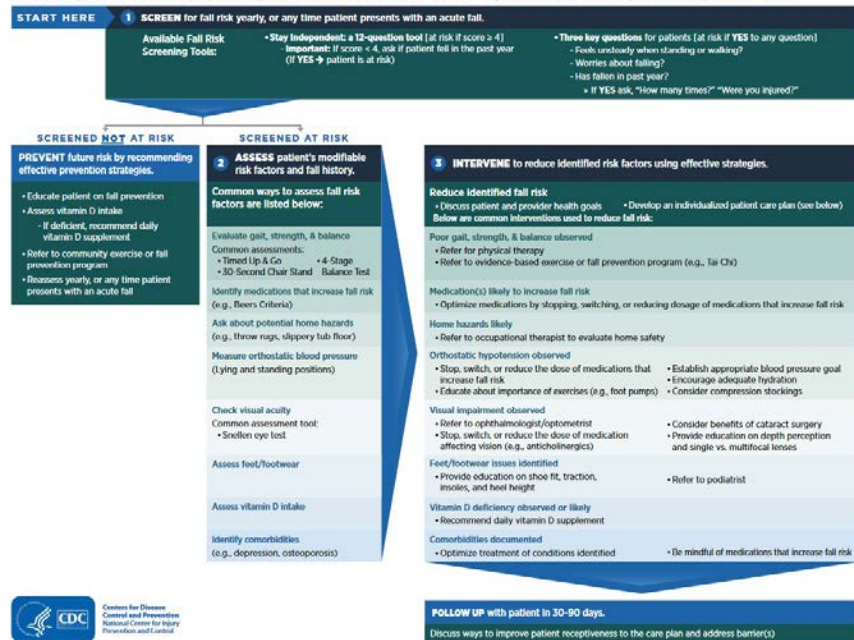 START HERE
1 SCREEN for fall risk yearly, or any time patient presents with an acute fall.
Available Fall Risk
Screening Tools:
• Stay Independent: a 12-question tool [at risk if score ≥ 4]
- Important: If score < 4, ask if patient fell in the past year
(If YES → patient is at risk)
• Three key questions for patients [at risk if YES to any question]
- Feels unsteady when standing or walking?
- Worries about falling?
- Has fallen in past year?
» If YES ask, "How many times?" "Were you injured?"
SCREENED NOT AT RISK
PREVENT future risk by recommending
effective prevention strategies.
• Educate patient on fall prevention
• Assess vitamin D intake
- If deficient, recommend daily
vitamin D supplement
• Refer to community exercise or fall
prevention program
• Reassess yearly, or any time patient
presents with an acute fall
SCREENED AT RISK
2 ASSESS patient's modifiable
risk factors and fall history.
Common ways to assess fall risk
factors are listed below:
Evaluate gait, strength, & balance
Common assessments:
• Timed Up & Go • 4-Stage
• 30-Second Chair Stand Balance Test
Identify medications that increase fall risk
(e.g., Beers Criteria)
Ask about potential home hazards
(e.g., throw rugs, slippery tub floor)
Measure orthostatic blood pressure
(Lying and standing positions)
Check visual acuity
Common assessment tool:
• Snellen eye test
Assess feet/footwear
Assess vitamin D intake
Identify comorbidities
(e.g., depression, osteoporosis)
3 INTERVENE to reduce identified risk factors using effective strategies.
Reduce identified fall risk
• Discuss patient and provider health goals • Develop an individualized patient care plan (see below)
Below are common interventions used to reduce fall risk:
Poor gait, strength, & balance observed
• Refer for physical therapy
• Refer to evidence-based exercise or fall prevention program (e.g., Tai Chi)
Medication(s) likely to increase fall risk
• Optimize medications by stopping, switching, or reducing dosage of medications that increase fall risk
Home hazards likely
• Refer to occupational therapist to evaluate home safety
Orthostatic hypotension observed
• Stop, switch, or reduce the dose of medications that
increase fall risk
• Educate about importance of exercises (e.g., foot pumps)
• Establish appropriate blood pressure goal
• Encourage adequate hydration
• Consider compression stockings
Visual impairment observed
• Refer to ophthalmologist/optometrist
• Stop, switch, or reduce the dose of medication
affecting vision (e.g., anticholinergics)
• Consider benefits of cataract surgery
• Provide education on depth perception
and single vs. multifocal lenses
Feet/footwear issues identified
• Provide education on shoe fit, traction,
insoles, and heel height
• Refer to podiatrist
Vitamin D deficiency observed or likely
• Recommend daily vitamin D supplement
Comorbidities documented
• Optimize treatment of conditions identified
• Be mindful of medications that increase fall risk
FOLLOW UP with patient in 30-90 days.
Discuss ways to improve patient receptiveness to the care plan and address barrier(s)
CDC
Centers for Disease
Control and Prevention
National Center for Injury
Prevention and Control